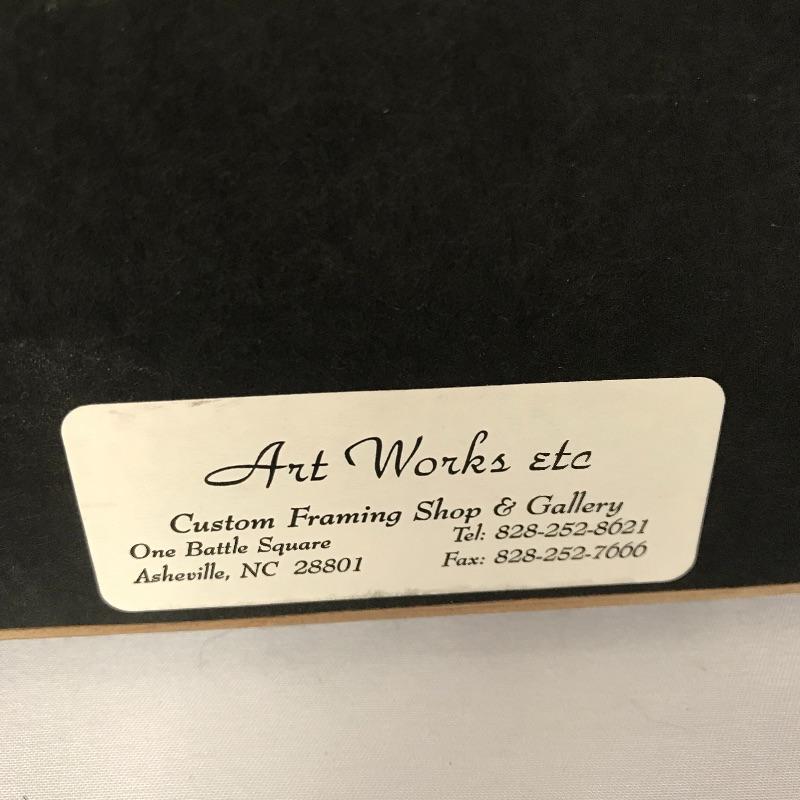 Art Works etc
Custom Framing Shop & Gallery
One Battle Square
Asheville, NC 28801
Tel: 828-252-8621
Fax: 828-252-7666